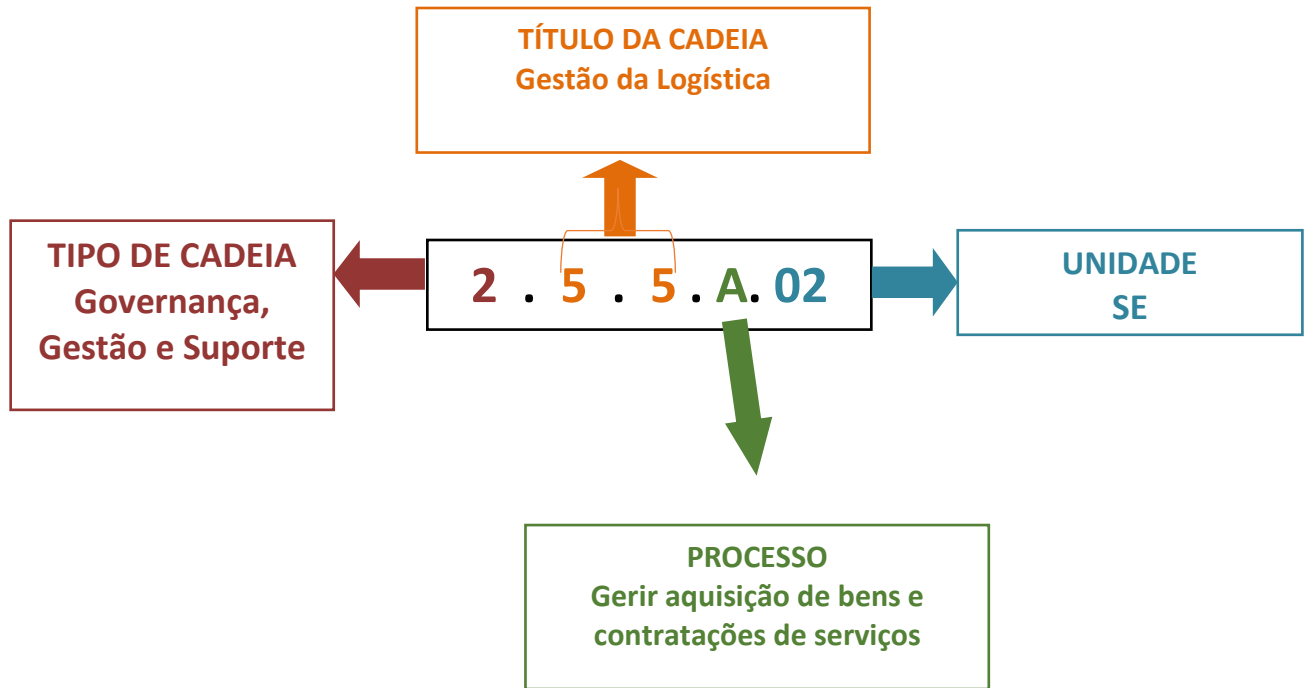 TÍTULO DA CADEIA
Gestão da Logística
TIPO DE CADEIA
Governança,
Gestão e Suporte
2 . 5 . 5 . A. 02
UNIDADE
SE
PROCESSO
Gerir aquisição de bens e
contratações de serviços